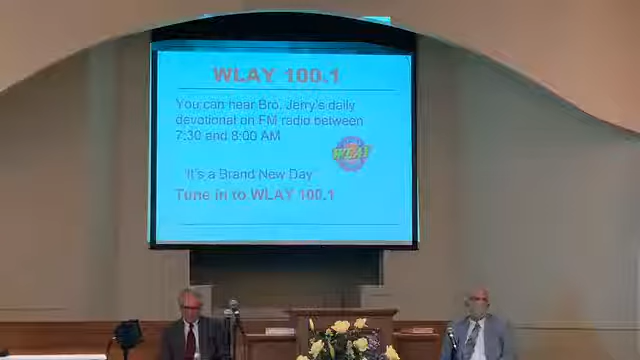 WLAY 100.1
You can hear Bro. Jerry's daily
devotional on FM radio between
7:30 and 8:00 AM
WLAY
"It's a Brand New Day"
Tune in to WLAY 100.1